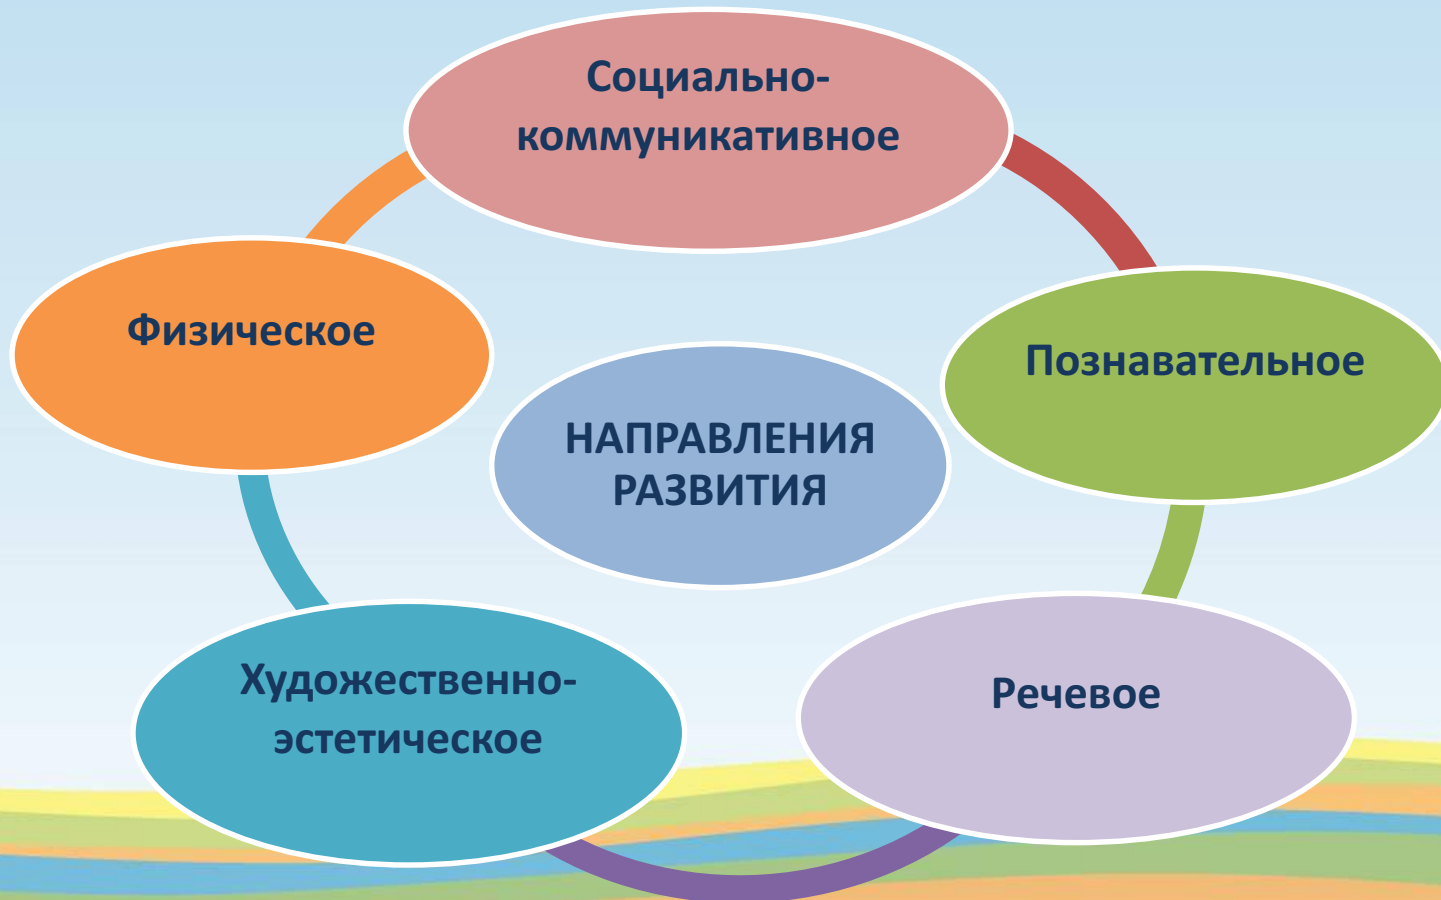 Социально-
коммуникативное
Физическое
Познавательное
НАПРАВЛЕНИЯ
РАЗВИТИЯ
Художественно-
эстетическое
Речевое